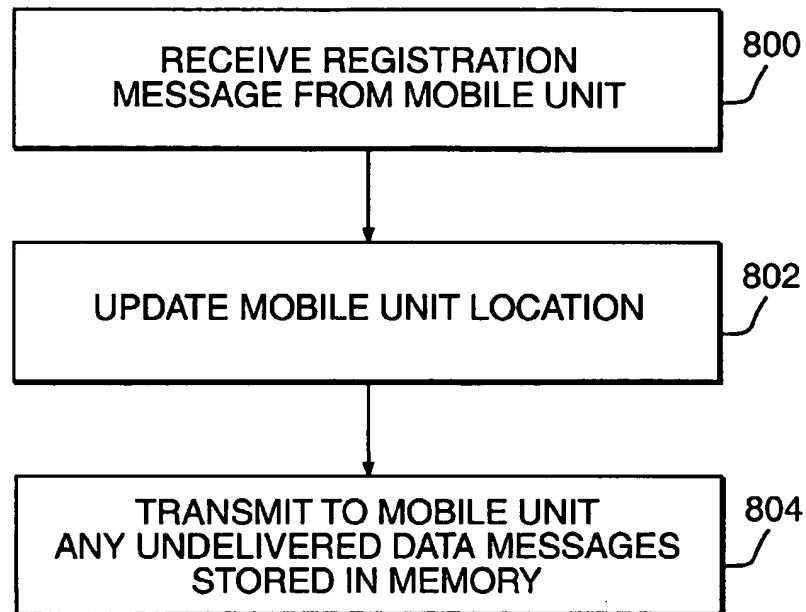 RECEIVE REGISTRATION
MESSAGE FROM MOBILE UNIT
800
UPDATE MOBILE UNIT LOCATION
802
TRANSMIT TO MOBILE UNIT
ANY UNDELIVERED DATA MESSAGES
STORED IN MEMORY
804